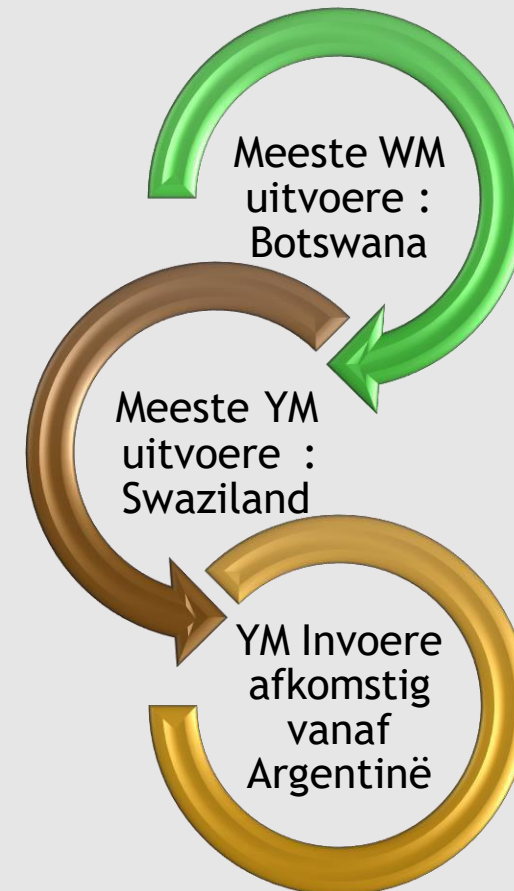 Meeste WM
uitvoere :
Botswana
Meeste YM
uitvoere :
Swaziland
YM Invoere
afkomstig
vanaf
Argentinë